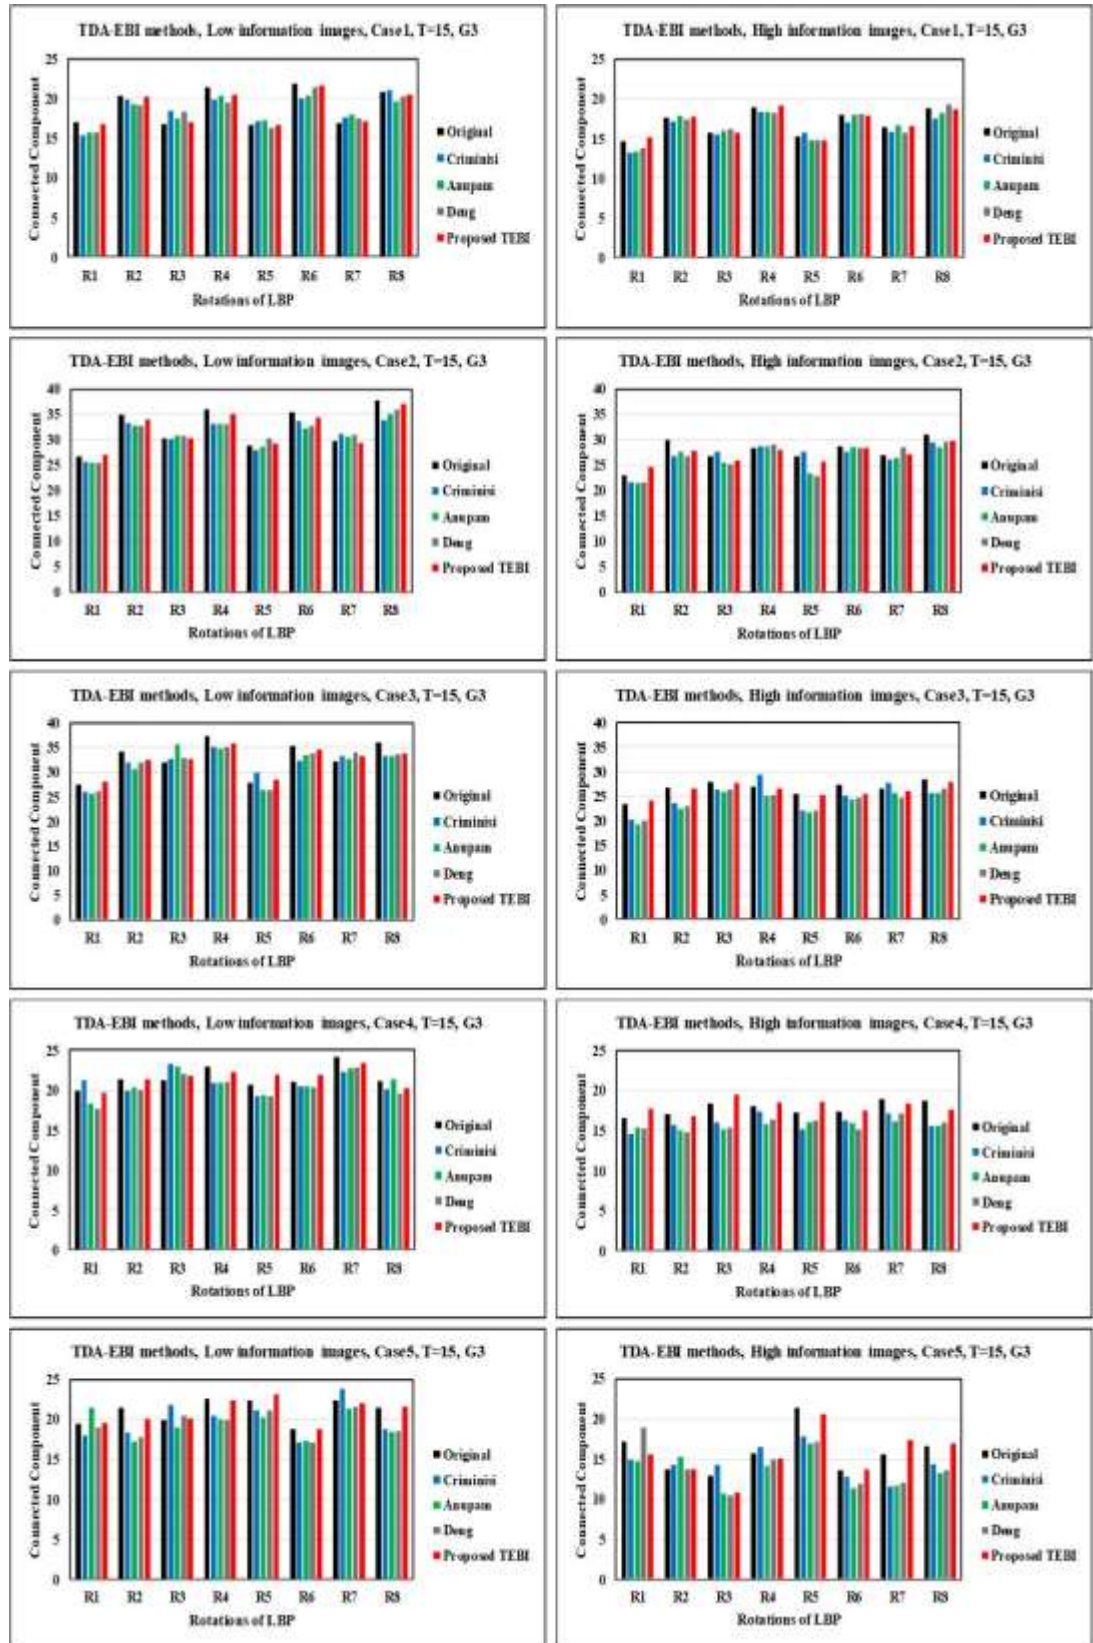 TDA-EBI methods, Low information images, Case1, T=15, G3
Connected Component
25
20
15
10
5
0
R1 R2 R3 R4 R5 R6 R7 R8
Rotations of LBP
Original
Criminisi
Anupam
Deng
Proposed TEBI
TDA-EBI methods, High information images, Case1, T=15, G3
Connected Component
25
20
15
10
5
0
R1 R2 R3 R4 R5 R6 R7 R8
Rotations of LBP
Original
Criminisi
Anupam
Deng
Proposed TEBI
TDA-EBI methods, Low information images, Case2, T=15, G3
Connected Component
40
35
30
25
20
15
10
5
0
R1 R2 R3 R4 R5 R6 R7 R8
Rotations of LBP
Original
Criminisi
Anupam
Deng
Proposed TEBI
TDA-EBI methods, High information images, Case2, T=15, G3
Connected Component
40
35
30
25
20
15
10
5
0
R1 R2 R3 R4 R5 R6 R7 R8
Rotations of LBP
Original
Criminisi
Anupam
Deng
Proposed TEBI
TDA-EBI methods, Low information images, Case3, T=15, G3
Connected Component
40
35
30
25
20
15
10
5
0
R1 R2 R3 R4 R5 R6 R7 R8
Rotations of LBP
Original
Criminisi
Anupam
Deng
Proposed TEBI
TDA-EBI methods, High information images, Case3, T=15, G3
Connected Component
40
35
30
25
20
15
10
5
0
R1 R2 R3 R4 R5 R6 R7 R8
Rotations of LBP
Original
Criminisi
Anupam
Deng
Proposed TEBI
TDA-EBI methods, Low information images, Case4, T=15, G3
Connected Component
25
20
15
10
5
0
R1 R2 R3 R4 R5 R6 R7 R8
Rotations of LBP
Original
Criminisi
Anupam
Deng
Proposed TEBI
TDA-EBI methods, High information images, Case4, T=15, G3
Connected Component
25
20
15
10
5
0
R1 R2 R3 R4 R5 R6 R7 R8
Rotations of LBP
Original
Criminisi
Anupam
Deng
Proposed TEBI
TDA-EBI methods, Low information images, Case5, T=15, G3
Connected Component
25
20
15
10
5
0
R1 R2 R3 R4 R5 R6 R7 R8
Rotations of LBP
Original
Criminisi
Anupam
Deng
Proposed TEBI
TDA-EBI methods, High information images, Case5, T=15, G3
Connected Component
25
20
15
10
5
0
R1 R2 R3 R4 R5 R6 R7 R8
Rotations of LBP
Original
Criminisi
Anupam
Deng
Proposed TEBI